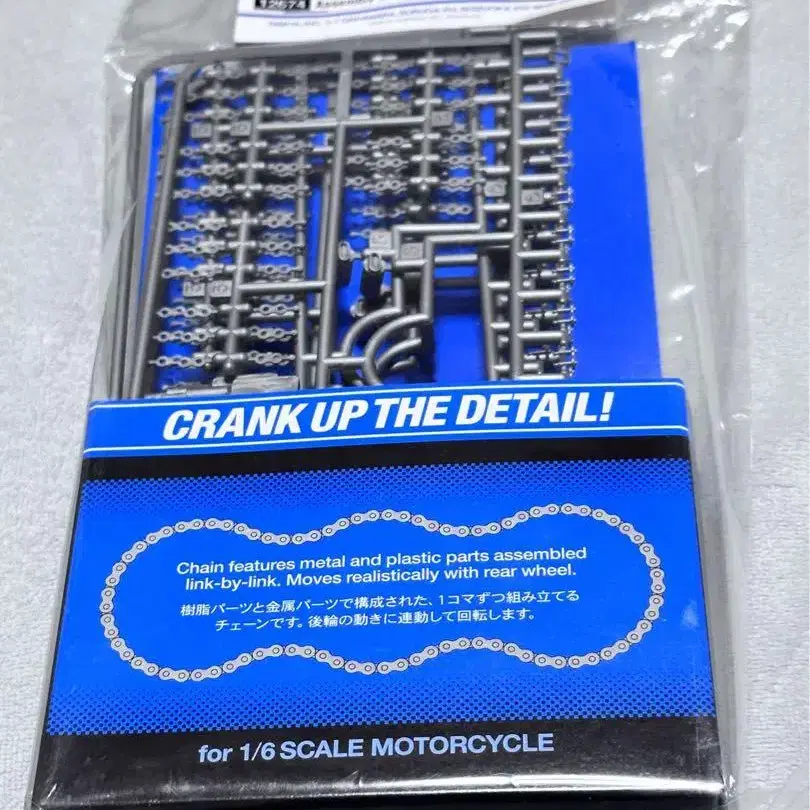 12674
CRANK UP THE DETAIL!
Chain features metal and plastic parts assembled
link-by-link. Moves realistically with rear wheel.
樹脂パーツと金属パーツで構成された、1コマずつ組み立てる
チェーンです。後輪の動きに連動して回転します。
for 1/6 SCALE MOTORCYCLE